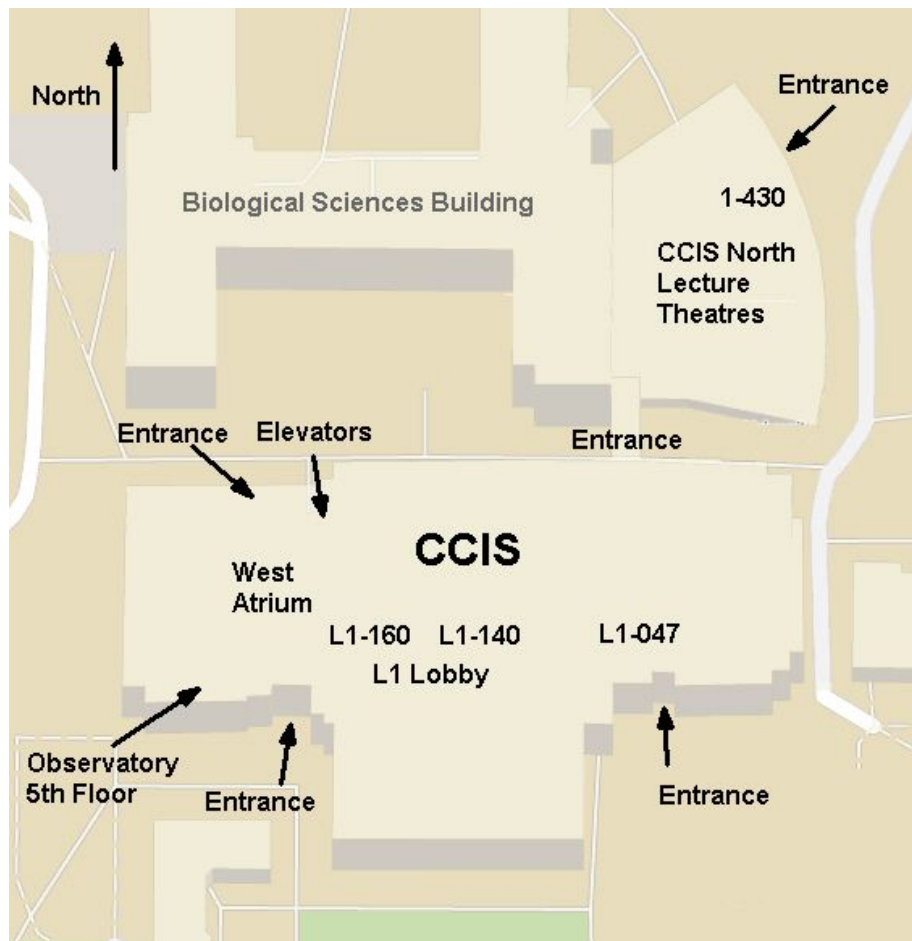 North
Entrance
1-430
Biological Sciences Building
CCIS North
Lecture
Theatres
Entrance
Elevators
Entrance
CCIS
West
Atrium
L1-160
L1-140
L1-047
L1 Lobby
Observatory
5th Floor
Entrance
Entrance